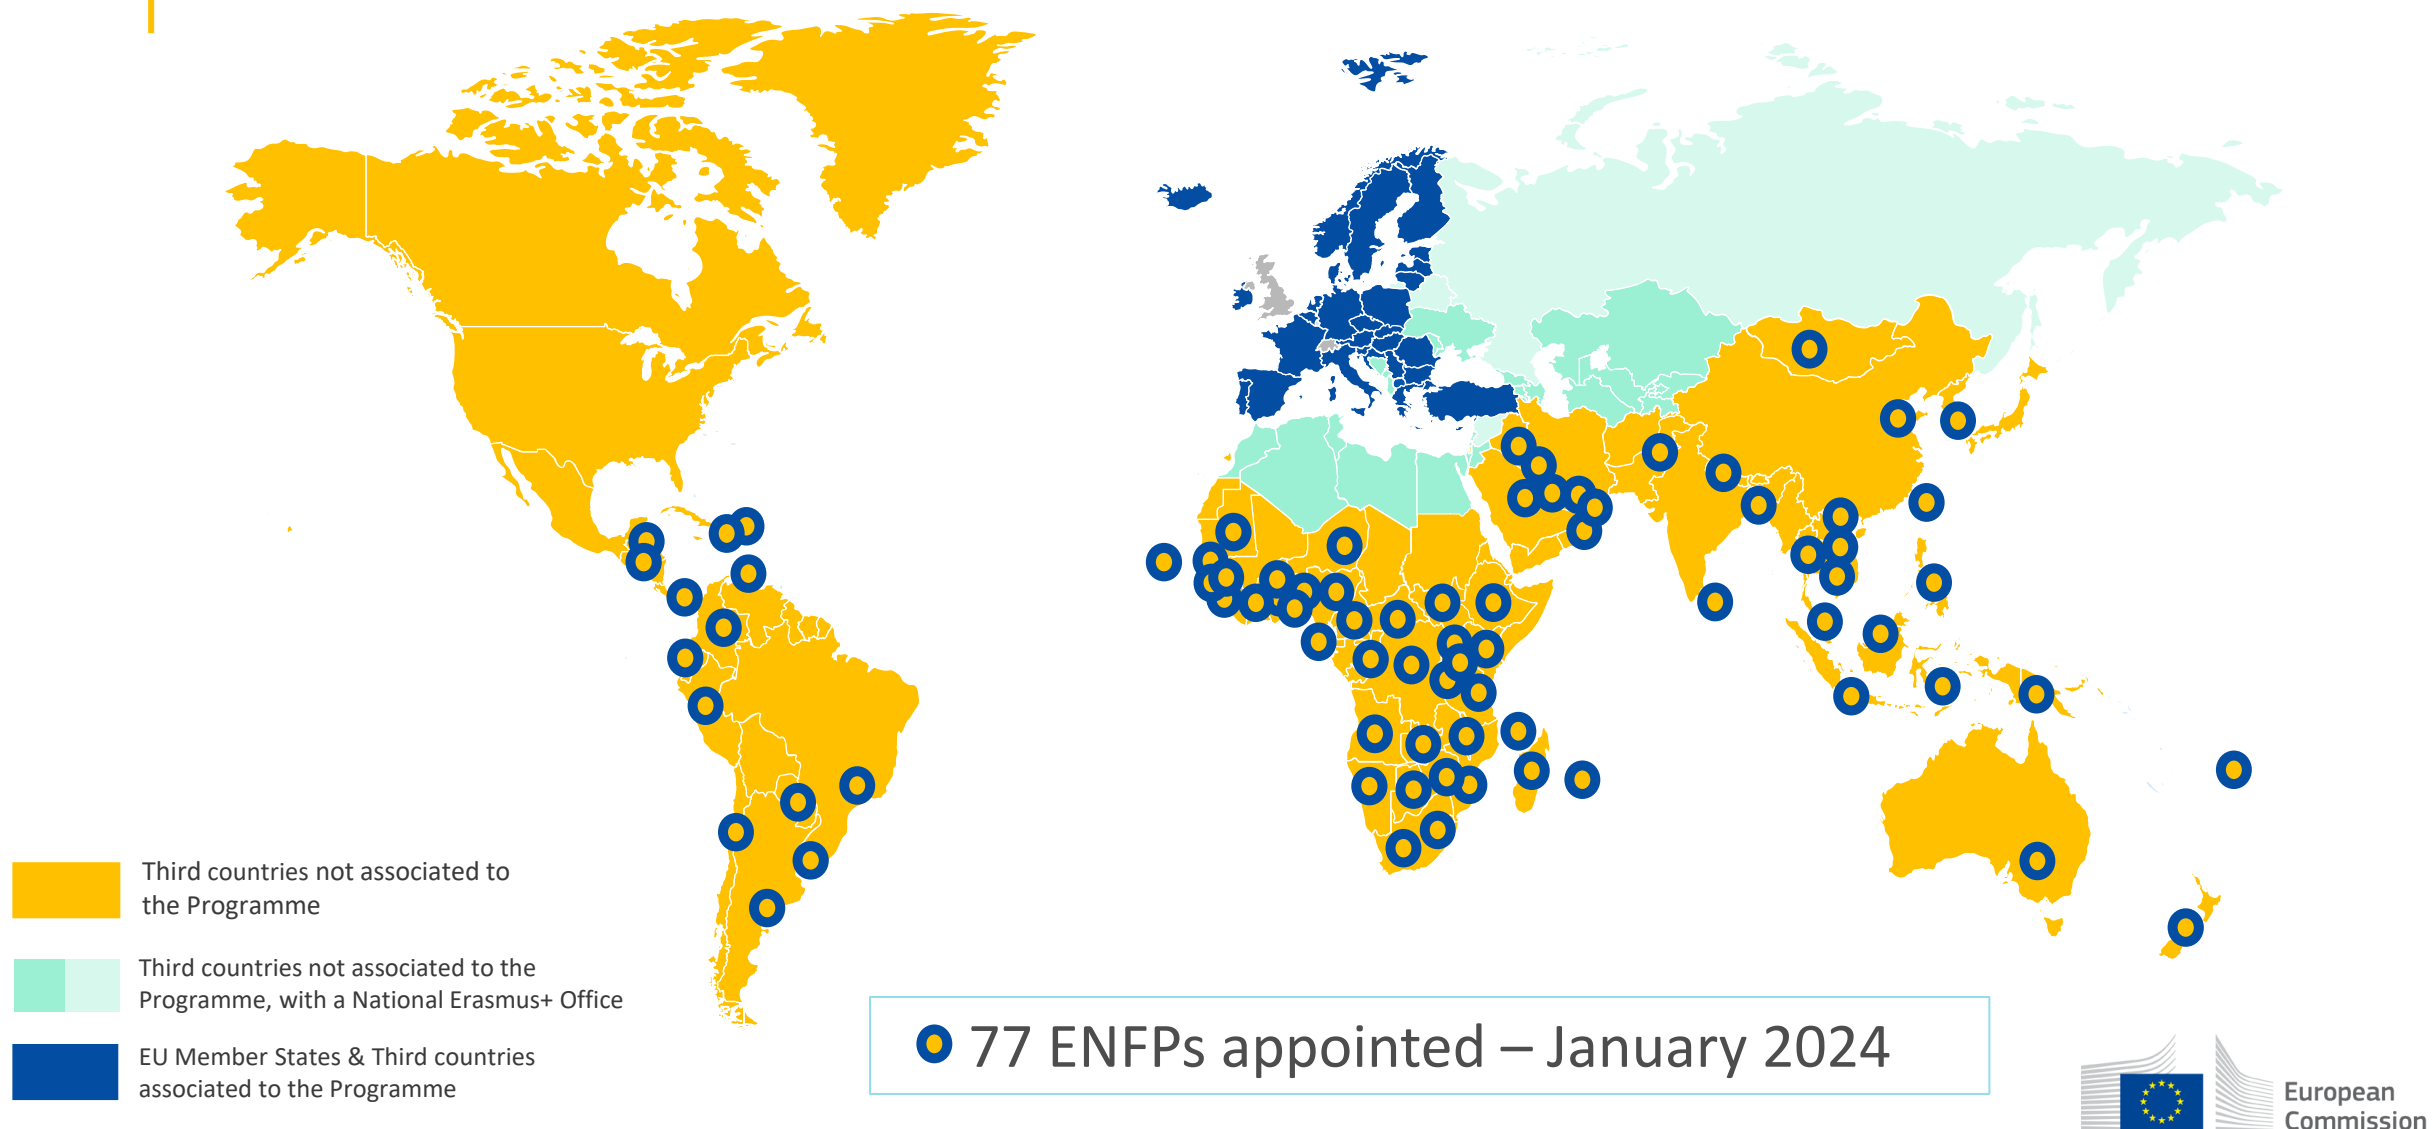 Third countries not associated to
the Programme
Third countries not associated to the
Programme, with a National Erasmus+ Office
EU Member States & Third countries
associated to the Programme
77 ENFPs appointed – January 2024
European
Commission